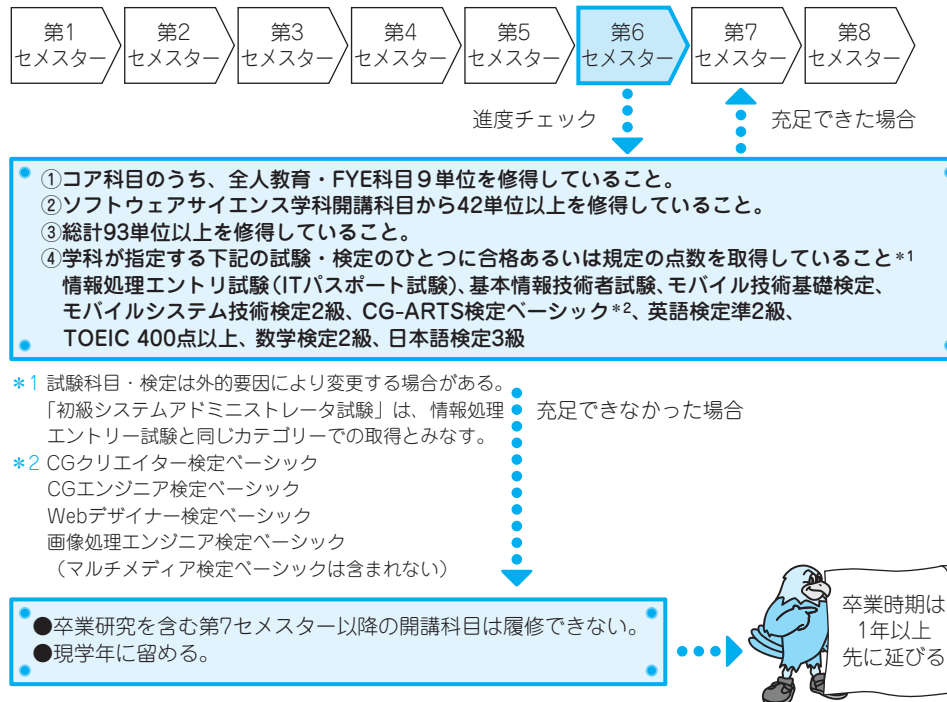 第1
セメスター
第2
セメスター
第3
セメスター
第4
セメスター
第5
セメスター
第6
セメスター
第7
セメスター
第8
セメスター
進度チェック
充足できた場合
①コア科目のうち、全人教育・FYE科目9単位を修得していること。
②ソフトウェアサイエンス学科開講科目から42単位以上を修得していること。
③総計93単位以上を修得していること。
④学科が指定する下記の試験・検定のひとつに合格あるいは規定の点数を取得していること*1
情報処理エントリ試験(ITパスポート試験)、基本情報技術者試験、モバイル技術基礎検定、
モバイルシステム技術検定2級、CG-ARTS検定ベーシック*2、英語検定準2級、
TOEIC 400点以上、数学検定2級、日本語検定3級
*1 試験科目・検定は外的要因により変更する場合がある。
「初級システムアドミニストレータ試験」は、情報処理
エントリー試験と同じカテゴリーでの取得とみなす。
*2 CGクリエイター検定ベーシック
CGエンジニア検定ベーシック
Webデザイナー検定ベーシック
画像処理エンジニア検定ベーシック
(マルチメディア検定ベーシックは含まれない)
充足できなかった場合
●卒業研究を含む第7セメスター以降の開講科目は履修できない。
●現学年に留める。
卒業時期は
1年以上
先に延びる